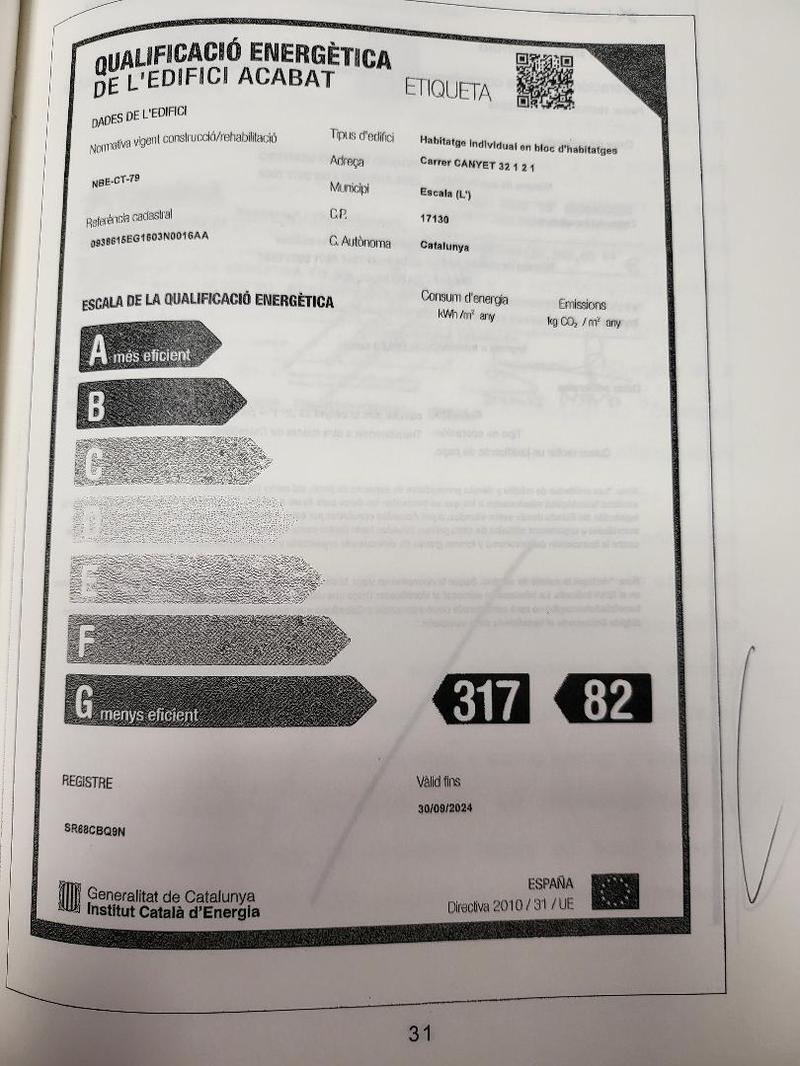 QUALIFICACIÓ ENERGÈTICA
DE L'EDIFICI ACABAT
ETIQUETA
DADES DE L'EDIFICI
Normativa vigent construcció/rehabilitació
NBE-CT-79
Referència cadastral
0938615EG1603N0016AA
Tipus d'edifici Habitatge individual en bloc d'habitatges
Adreça Carrer CANYET 32 1 2 1
Municipi Escala (L')
C.P. 17130
C. Autònoma Catalunya
ESCALA DE LA QUALIFICACIÓ ENERGÈTICA
Consum d'energia
kWh /m² any
Emissions
kg CO₂ / m² any
A més eficient
B
C
D
E
F
G menys eficient 317 82
REGISTRE
SR68CBQ9N
Vàlid fins
30/09/2024
Generalitat de Catalunya
Institut Català d'Energia
ESPAÑA
Directiva 2010 / 31 / UE
31